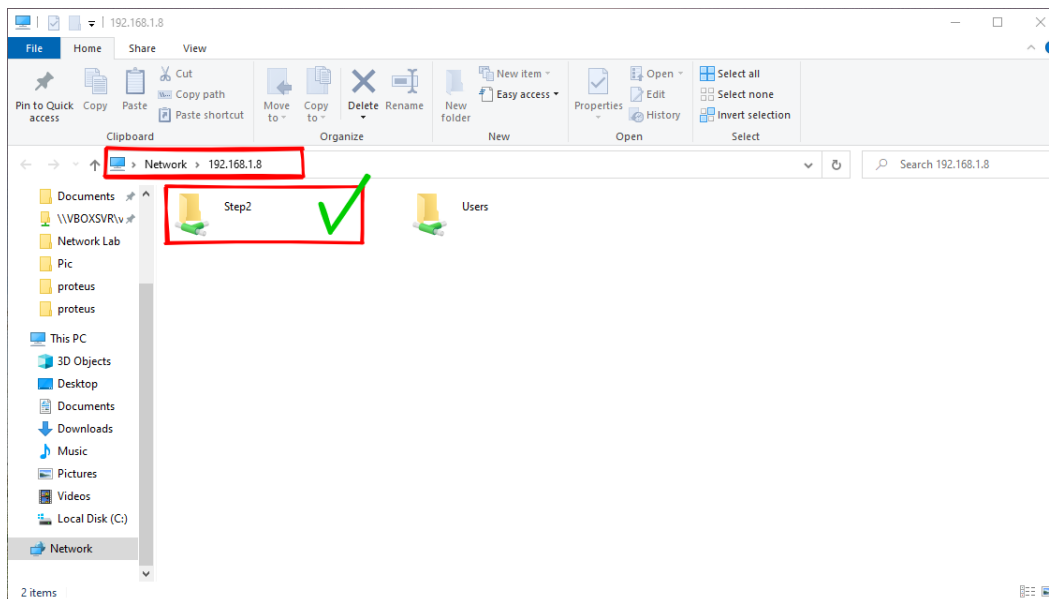 192.168.1.8
File Home Share View
Pin to Quick access
Copy
Paste
Cut
Copy path
Paste shortcut
Clipboard
Move to
Copy to
Delete
Rename
Organize
New folder
New item
Easy access
New
Properties
Open
Edit
History
Open
Select all
Select none
Invert selection
Select
Network > 192.168.1.8
Search 192.168.1.8
Documents
\\VBOXSVR\v
Network Lab
Pic
proteus
proteus
This PC
3D Objects
Desktop
Documents
Downloads
Music
Pictures
Videos
Local Disk (C:)
Network
Step2
Users
2 items